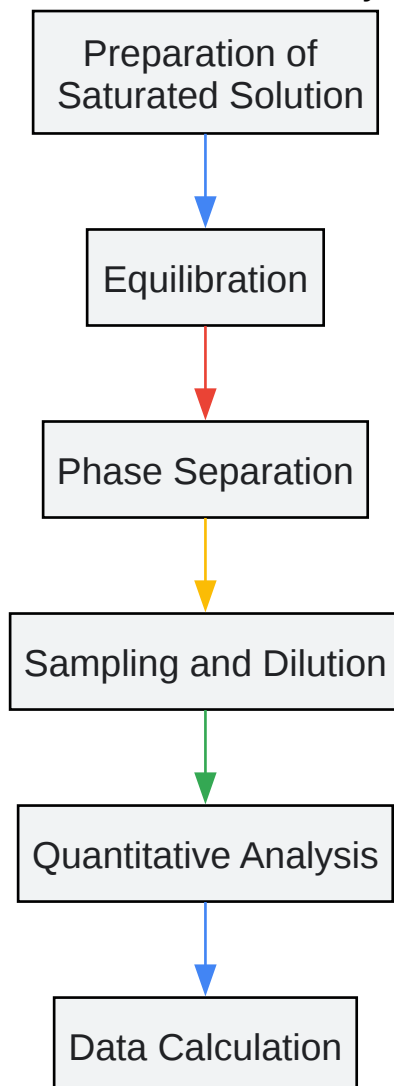 Preparation of
Saturated Solution
Equilibration
Phase Separation
Sampling and Dilution
Quantitative Analysis
Data Calculation